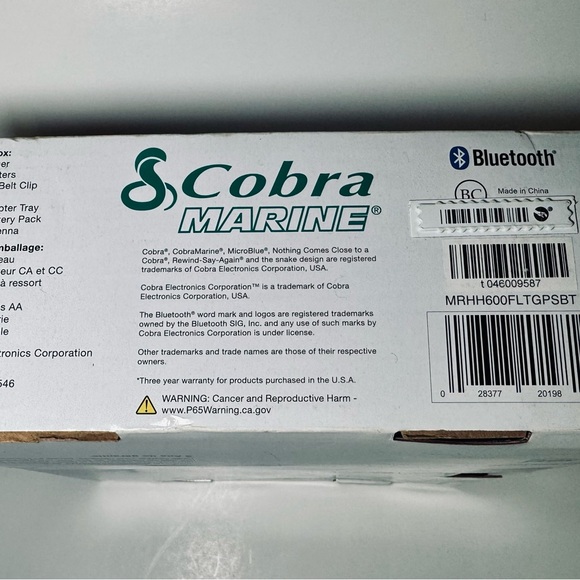 ox:
er
ters
Belt Clip
pter Tray
ery Pack
enna
mballage:
eau
eur CA et CC
à ressort
s AA
rie
le
tronics Corporation
546
Cobra
MARINE®
Cobra®, CobraMarine®, MicroBlue®, Nothing Comes Close to a
Cobra®, Rewind-Say-Again® and the snake design are registered
trademarks of Cobra Electronics Corporation, USA.
Cobra Electronics Corporation™ is a trademark of Cobra
Electronics Corporation, USA.
The Bluetooth® word mark and logos are registered trademarks
owned by the Bluetooth SIG, Inc. and any use of such marks by
Cobra Electronics Corporation is under license.
Other trademarks and trade names are those of their respective
owners.
*Three year warranty for products purchased in the U.S.A.
WARNING: Cancer and Reproductive Harm -
www.P65Warning.ca.gov
Bluetooth®
BC
Made in China
t 046009587
MRHH600FLTGPSBT
0 28377 20198